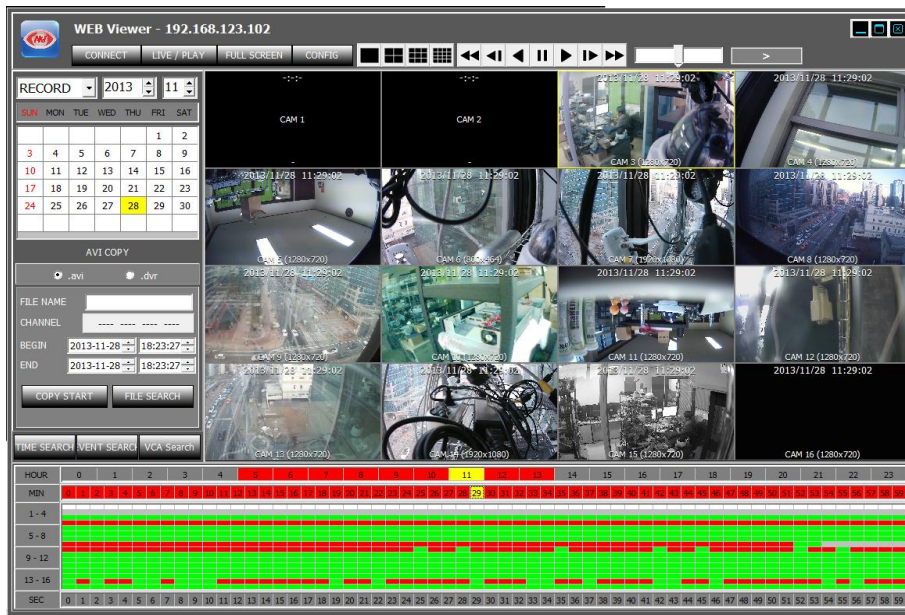 WEB Viewer - 192.168.123.102
CONNECT LIVE / PLAY FULL SCREEN CONFIG >
RECORD 2013 11
SUN MON TUE WED THU FRI SAT
1 2
3 4 5 6 7 8 9
10 11 12 13 14 15 16
17 18 19 20 21 22 23
24 25 26 27 28 29 30
AVI COPY
.avi .dvr
FILE NAME
CHANNEL ---- ---- ---- ----
BEGIN 2013-11-28 18:23:27
END 2013-11-28 18:23:27
COPY START FILE SEARCH
TIME SEARCH VENT SEARCH VCA Search
-:-:-
CAM 1
-
-:-:-
CAM 2
-
2013/11/28 11:29:02
CAM 3 (1280x720)
2013/11/28 11:29:02
CAM 4 (1280x720)
2013/11/28 11:29:02
CAM 5 (1280x720)
2013/11/28 11:29:02
CAM 6 (800x464)
2013/11/28 11:29:02
CAM 7 (1920x1080)
2013/11/28 11:29:02
CAM 8 (1280x720)
2013/11/28 11:29:02
CAM 9 (1280x720)
2013/11/28 11:29:02
CAM 10 (1280x720)
2013/11/28 11:29:02
CAM 11 (1280x720)
2013/11/28 11:29:02
CAM 12 (1280x720)
2013/11/28 11:29:02
CAM 13 (1280x720)
2013/11/28 11:29:02
CAM 14 (1920x1080)
2013/11/28 11:29:02
CAM 15 (1280x720)
2013/11/28 11:29:02
CAM 16 (1280x720)
HOUR 0 1 2 3 4 5 6 7 8 9 10 11 12 13 14 15 16 17 18 19 20 21 22 23
MIN 0 1 2 3 4 5 6 7 8 9 10 11 12 13 14 15 16 17 18 19 20 21 22 23 24 25 26 27 28 29 30 31 32 33 34 35 36 37 38 39 40 41 42 43 44 45 46 47 48 49 50 51 52 53 54 55 56 57 58 59
1 - 4
5 - 8
9 - 12
13 - 16
SEC 0 1 2 3 4 5 6 7 8 9 10 11 12 13 14 15 16 17 18 19 20 21 22 23 24 25 26 27 28 29 30 31 32 33 34 35 36 37 38 39 40 41 42 43 44 45 46 47 48 49 50 51 52 53 54 55 56 57 58 59